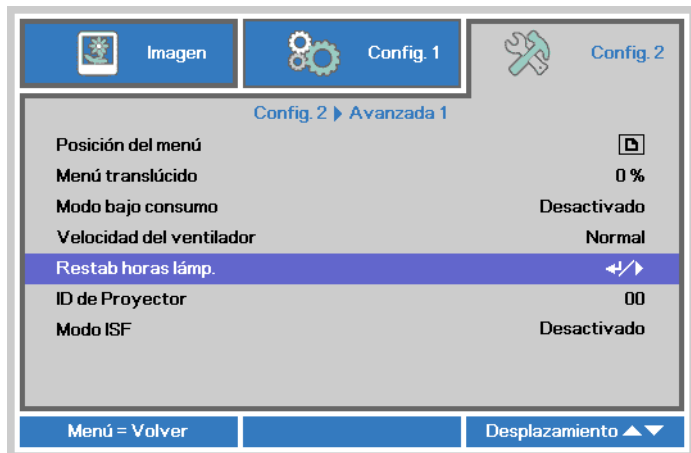 Imagen
Config. 1
Config. 2
Config. 2 Avanzada 1
Posición del menú
Menú translúcido 0 %
Modo bajo consumo Desactivado
Velocidad del ventilador Normal
Restab horas lámp.
ID de Proyector 00
Modo ISF Desactivado
Menú = Volver
Desplazamiento